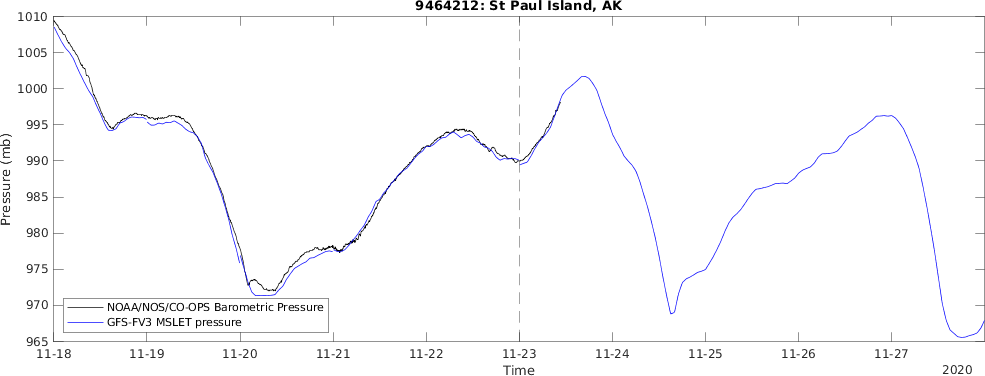 9464212: St Paul Island, AK
Pressure (mb)
1010
1005
1000
995
990
985
980
975
970
965
NOAA/NOS/CO-OPS Barometric Pressure
GFS-FV3 MSLET pressure
11-18 11-19 11-20 11-21 11-22 11-23 11-24 11-25 11-26 11-27
Time
2020